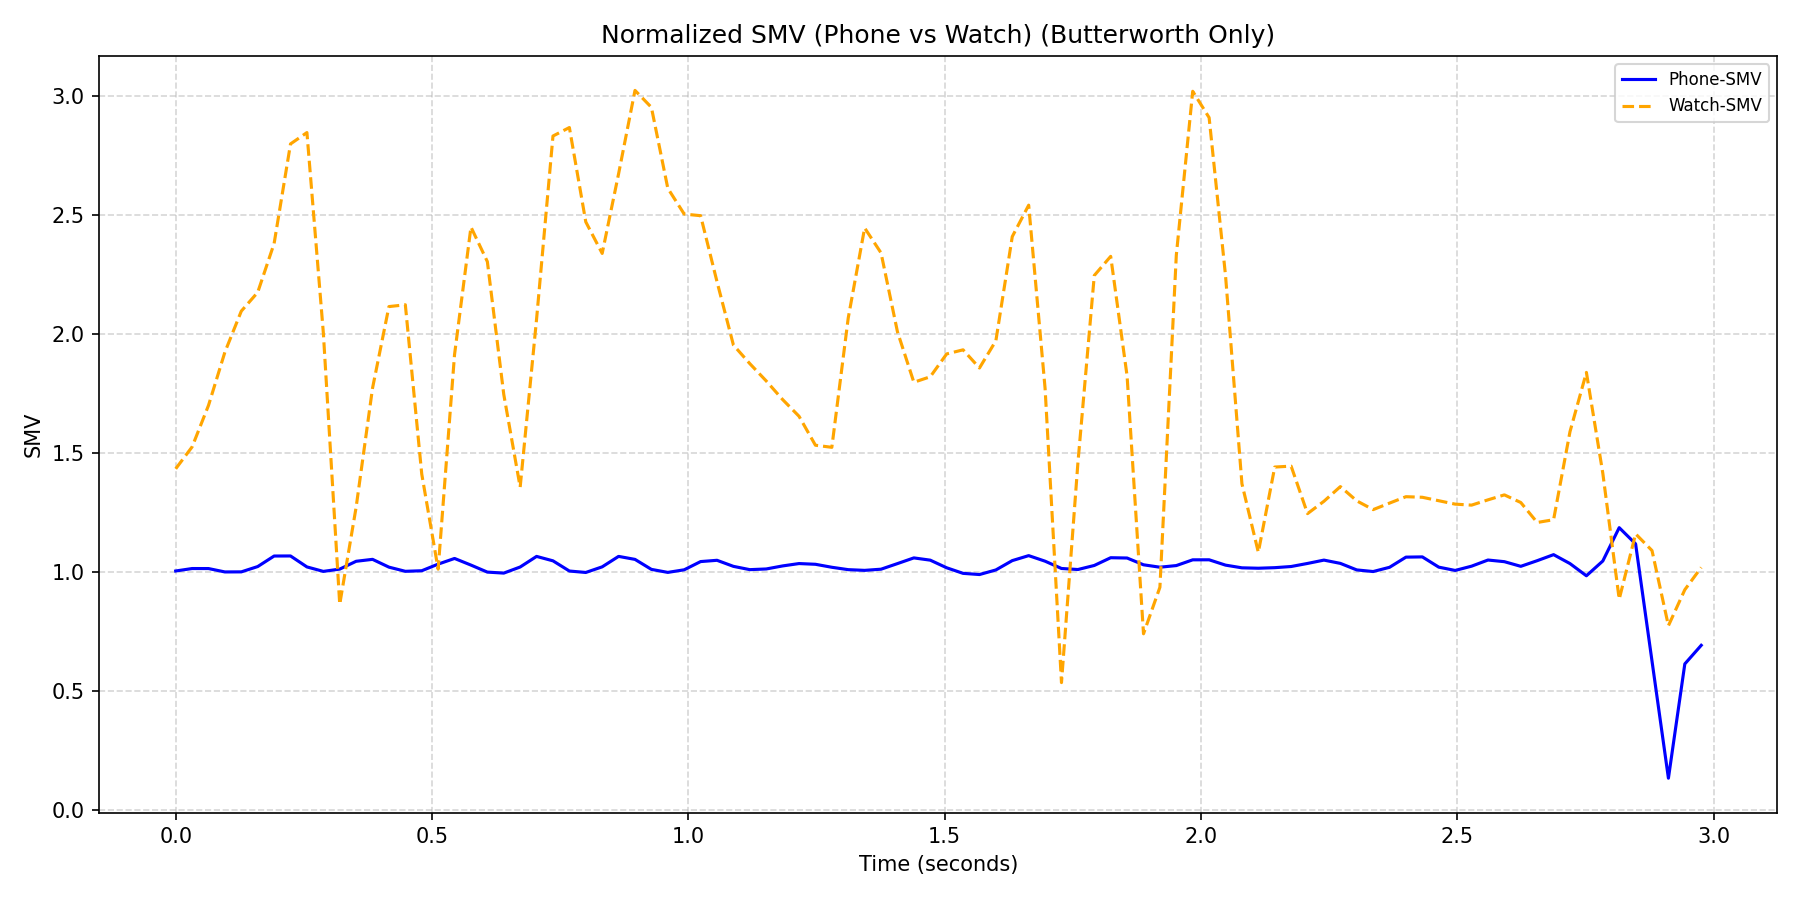 Normalized SMV (Phone vs Watch) (Butterworth Only)
Phone-SMV
Watch-SMV
SMV
3.0
2.5
2.0
1.5
1.0
0.5
0.0
0.0 0.5 1.0 1.5 2.0 2.5 3.0
Time (seconds)